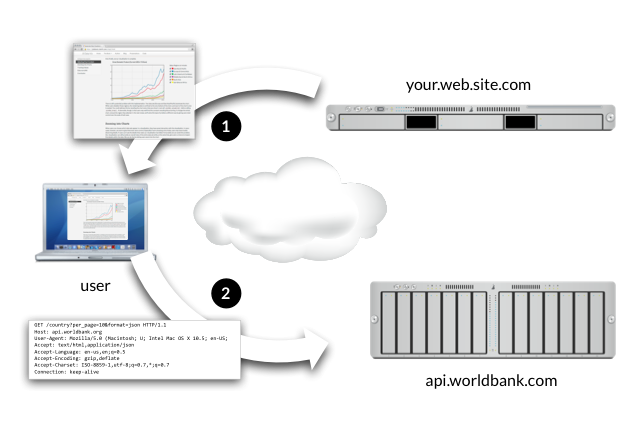 your.web.site.com
1
user
2
GET /country?per_page=10&format=json HTTP/1.1
Host: api.worldbank.org
User-Agent: Mozilla/5.0 (Macintosh; U; Intel Mac OS X 10.5; en-US;
Accept: text/html,application/json
Accept-Language: en-us,en;q=0.5
Accept-Encoding: gzip,deflate
Accept-Charset: ISO-8859-1,utf-8;q=0.7,*;q=0.7
Connection: keep-alive
api.worldbank.com